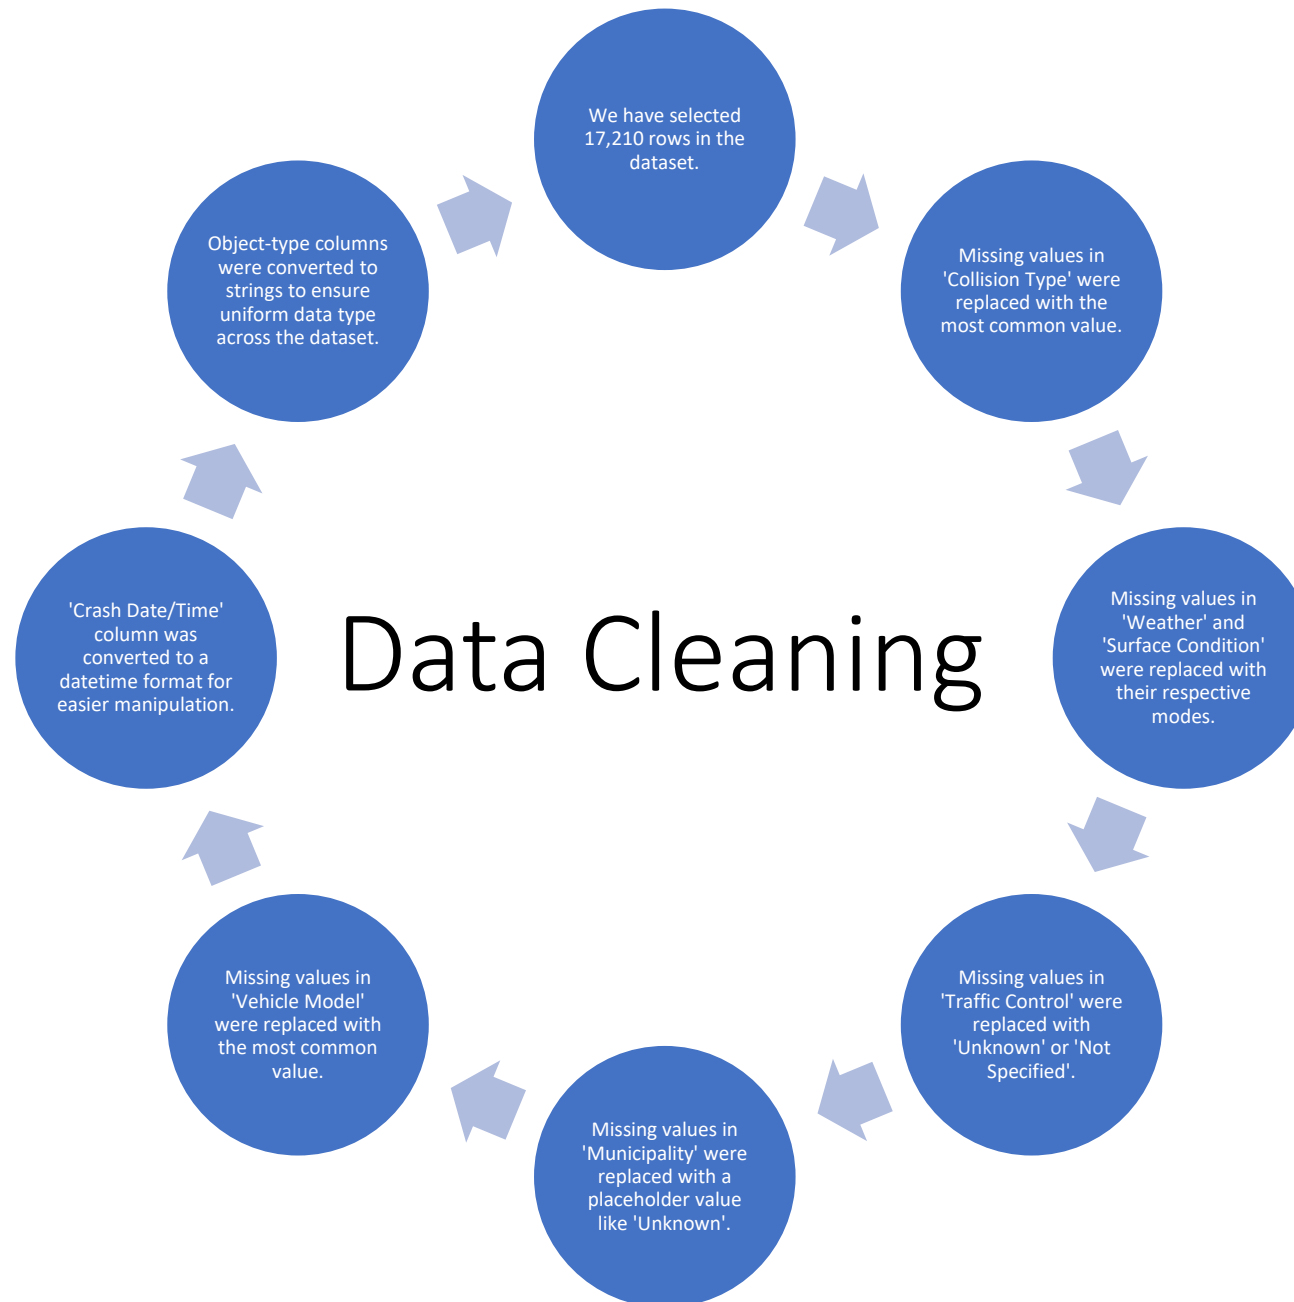 We have selected
17,210 rows in the
dataset.
Missing values in
'Collision Type' were
replaced with the
most common value.
Missing values in
'Weather' and
'Surface Condition'
were replaced with
their respective
modes.
Missing values in
'Traffic Control' were
replaced with
'Unknown' or 'Not
Specified'.
Missing values in
'Municipality' were
replaced with a
placeholder value
like 'Unknown'.
Missing values in
'Vehicle Model'
were replaced with
the most common
value.
'Crash Date/Time'
column was
converted to a
datetime format for
easier manipulation.
Object-type columns
were converted to
strings to ensure
uniform data type
across the dataset.
Data Cleaning